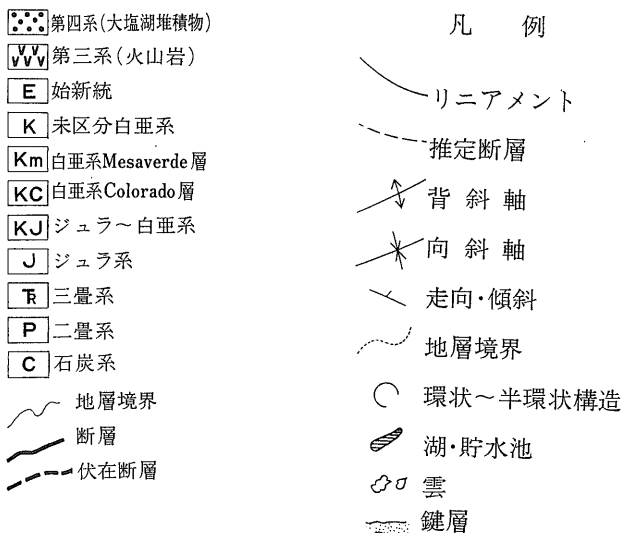 第四系(大塩湖堆積物)
第三系(火山岩)
E 始新統
K 未区分白亜系
Km 白亜系Mesaverde層
KC 白亜系Colorado層
KJ ジュラ～白亜系
J ジュラ系
TR 三畳系
P 二畳系
C 石炭系
地層境界
断層
伏在断層
凡 例
リニアメント
推定断層
背斜軸
向斜軸
走向・傾斜
地層境界
環状～半環状構造
湖・貯水池
雲
鍵層